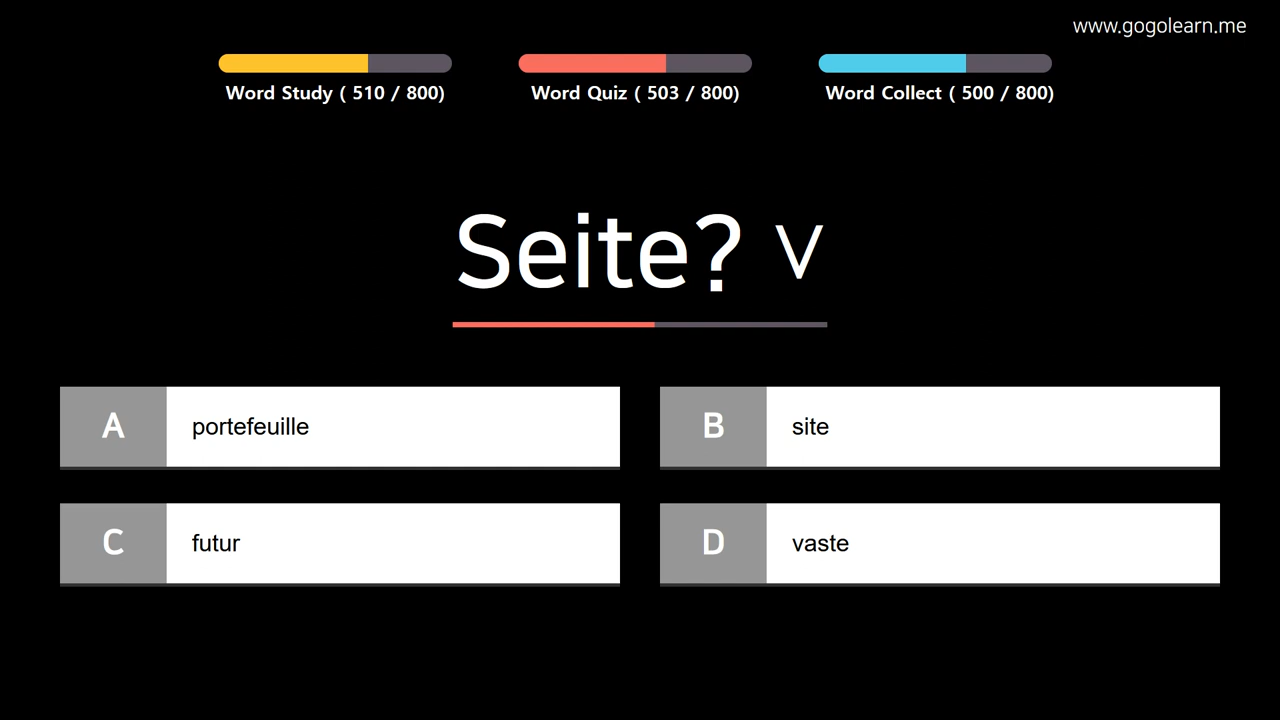 www.gogolearn.me
Word Study ( 510 / 800)
Word Quiz ( 503 / 800)
Word Collect ( 500 / 800)
Seite? V
A portefeuille
B site
C futur
D vaste